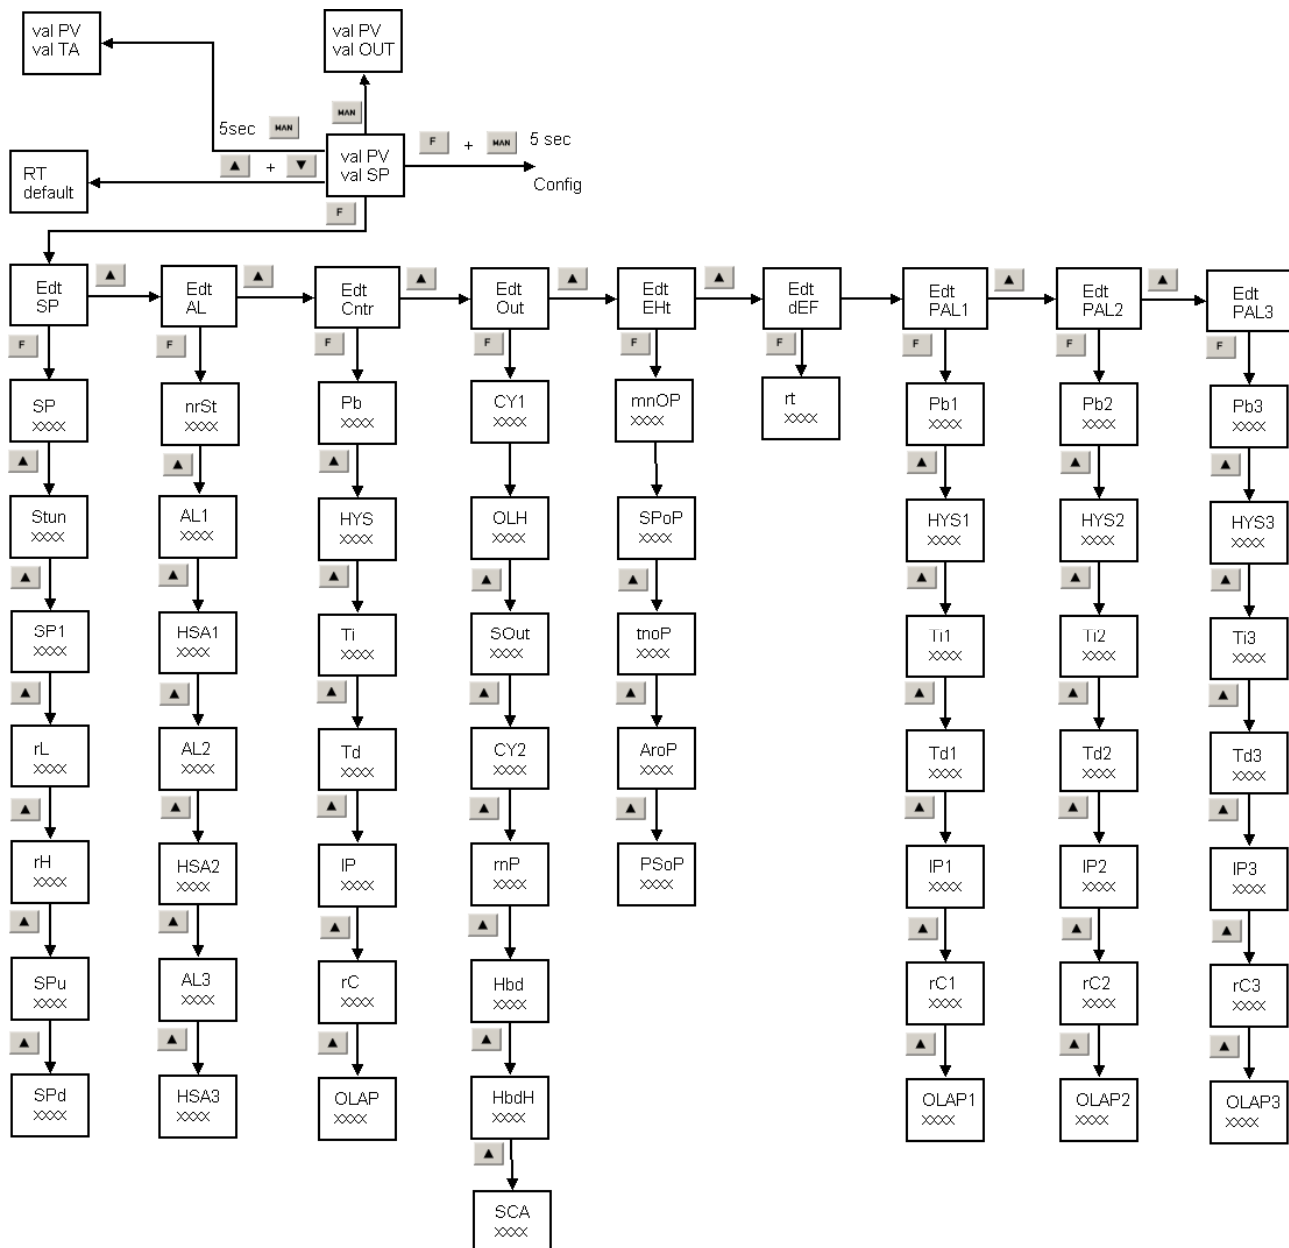 val PV
val TA
val PV
val OUT
MAN
5sec MAN
val PV
val SP
F + MAN 5 sec
Config
▲ + ▼
RT
default
F
Edt
SP
▲
Edt
AL
▲
Edt
Cntr
▲
Edt
Out
▲
Edt
EHt
▲
Edt
dEF
Edt
PAL1
▲
Edt
PAL2
▲
Edt
PAL3
F
SP
XXXX
▲
Stun
XXXX
▲
SP1
XXXX
▲
rL
XXXX
▲
rH
XXXX
▲
SPu
XXXX
▲
SPd
XXXX
F
nrSt
XXXX
▲
AL1
XXXX
▲
HSA1
XXXX
▲
AL2
XXXX
▲
HSA2
XXXX
▲
AL3
XXXX
▲
HSA3
XXXX
F
Pb
XXXX
▲
HYS
XXXX
▲
Ti
XXXX
▲
Td
XXXX
▲
IP
XXXX
▲
rC
XXXX
▲
OLAP
XXXX
F
CY1
XXXX
OLH
XXXX
▲
SOut
XXXX
▲
CY2
XXXX
▲
rnP
XXXX
▲
Hbd
XXXX
▲
HbdH
XXXX
▲
SCA
XXXX
F
mnOP
XXXX
SPoP
XXXX
▲
tnoP
XXXX
▲
AroP
XXXX
▲
PSoP
XXXX
F
rt
XXXX
F
Pb1
XXXX
▲
HYS1
XXXX
▲
Ti1
XXXX
▲
Td1
XXXX
▲
IP1
XXXX
▲
rC1
XXXX
▲
OLAP1
XXXX
F
Pb2
XXXX
▲
HYS2
XXXX
▲
Ti2
XXXX
▲
Td2
XXXX
▲
IP2
XXXX
▲
rC2
XXXX
▲
OLAP2
XXXX
F
Pb3
XXXX
▲
HYS3
XXXX
▲
Ti3
XXXX
▲
Td3
XXXX
▲
IP3
XXXX
▲
rC3
XXXX
▲
OLAP3
XXXX